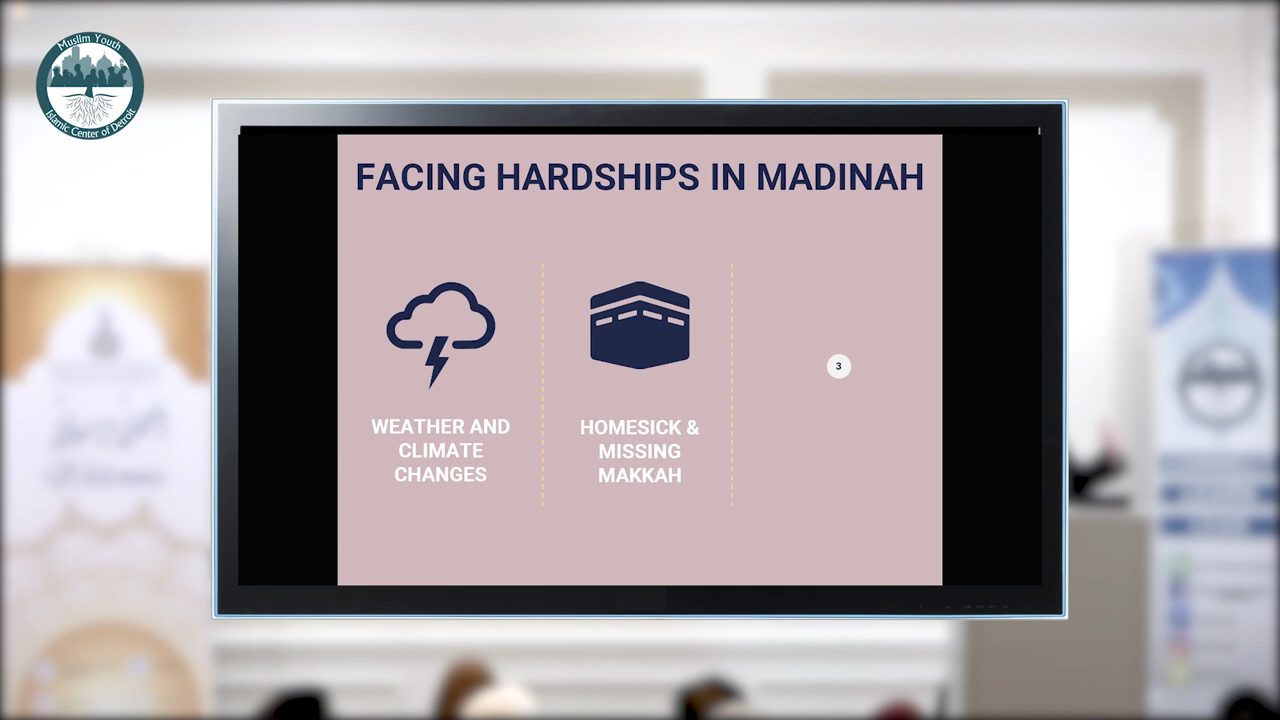 Muslim Youth
Islamic Center of Detroit
FACING HARDSHIPS IN MADINAH
WEATHER AND
CLIMATE
CHANGES
HOMESICK &
MISSING
MAKKAH
3